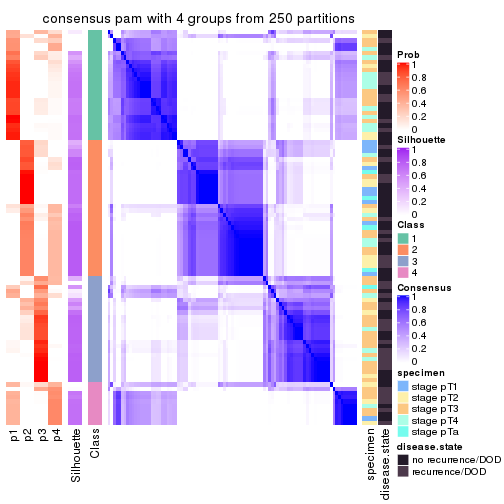 consensus pam with 4 groups from 250 partitions
Prob
1
0.8
0.6
0.4
0.2
0
Silhouette
1
0.8
0.6
0.4
0.2
0
Class
1
2
3
4
Consensus
1
0.8
0.6
0.4
0.2
0
specimen
stage pT1
stage pT2
stage pT3
stage pT4
stage pTa
disease.state
no recurrence/DOD
recurrence/DOD
p1
p2
p3
p4
Silhouette
Class
specimen
disease.state